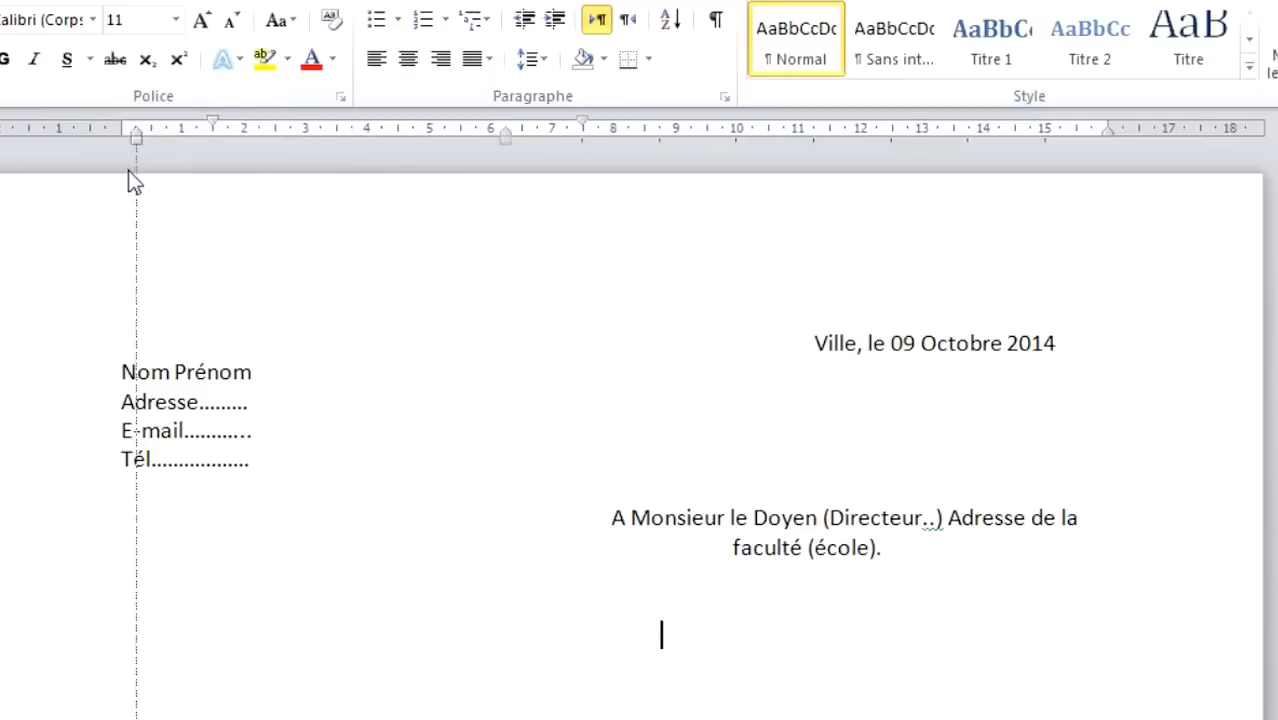 11
Aa
G I S abc x₂ x² A ab A
Police
Paragraphe
AaBbCcDc AaBbCcDc AaBbC AaBbCc AaB
¶ Normal ¶ Sans int... Titre 1 Titre 2 Titre
Style
1 1 2 3 4 5 6 7 8 9 10 11 12 13 14 15 17 18
Ville, le 09 Octobre 2014
Nom Prénom
Adresse.........
E-mail............
Tél..................
A Monsieur le Doyen (Directeur..) Adresse de la
faculté (école).